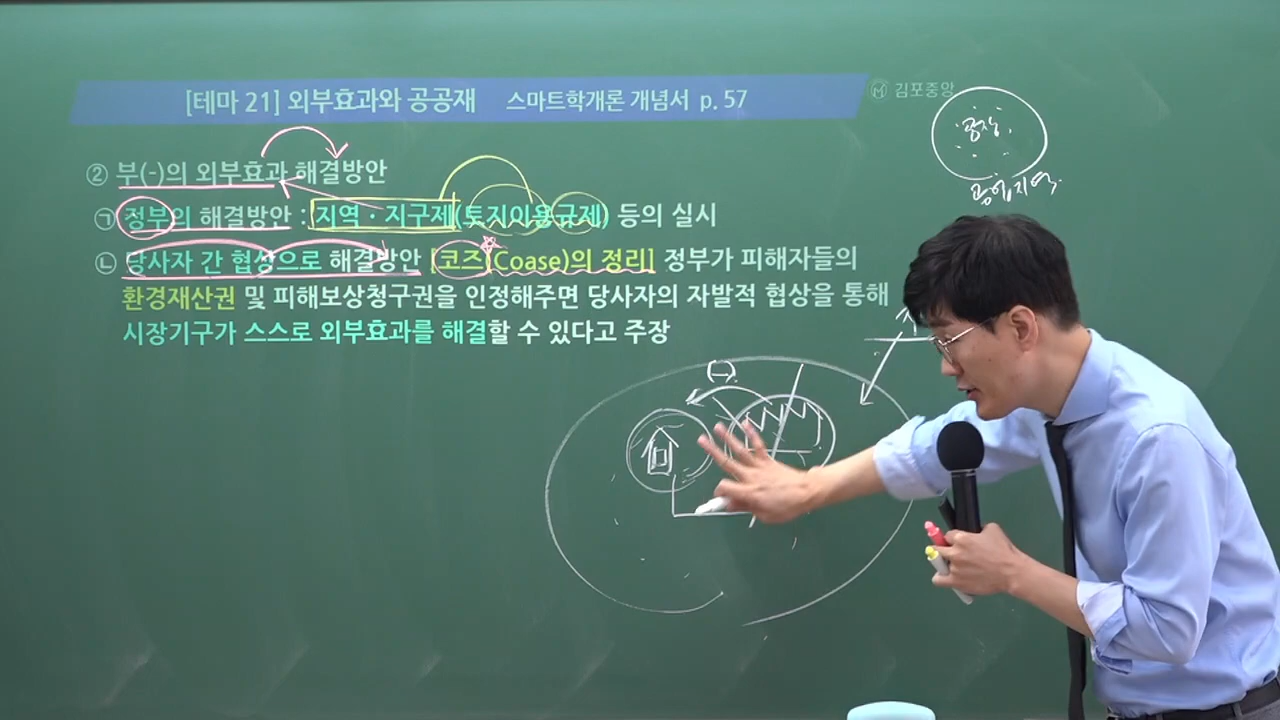 [테마 21] 외부효과와 공공재 스마트학개론 개념서 p. 57
김포중앙
공장
공업지역
② 부(-)의 외부효과 해결방안
㉠ 정부의 해결방안 : 지역·지구제(토지이용규제) 등의 실시
㉡ 당사자 간 협상으로 해결방안 [코즈(Coase)의 정리] 정부가 피해자들의
환경재산권 및 피해보상청구권을 인정해주면 당사자의 자발적 협상을 통해
시장기구가 스스로 외부효과를 해결할 수 있다고 주장
(-)